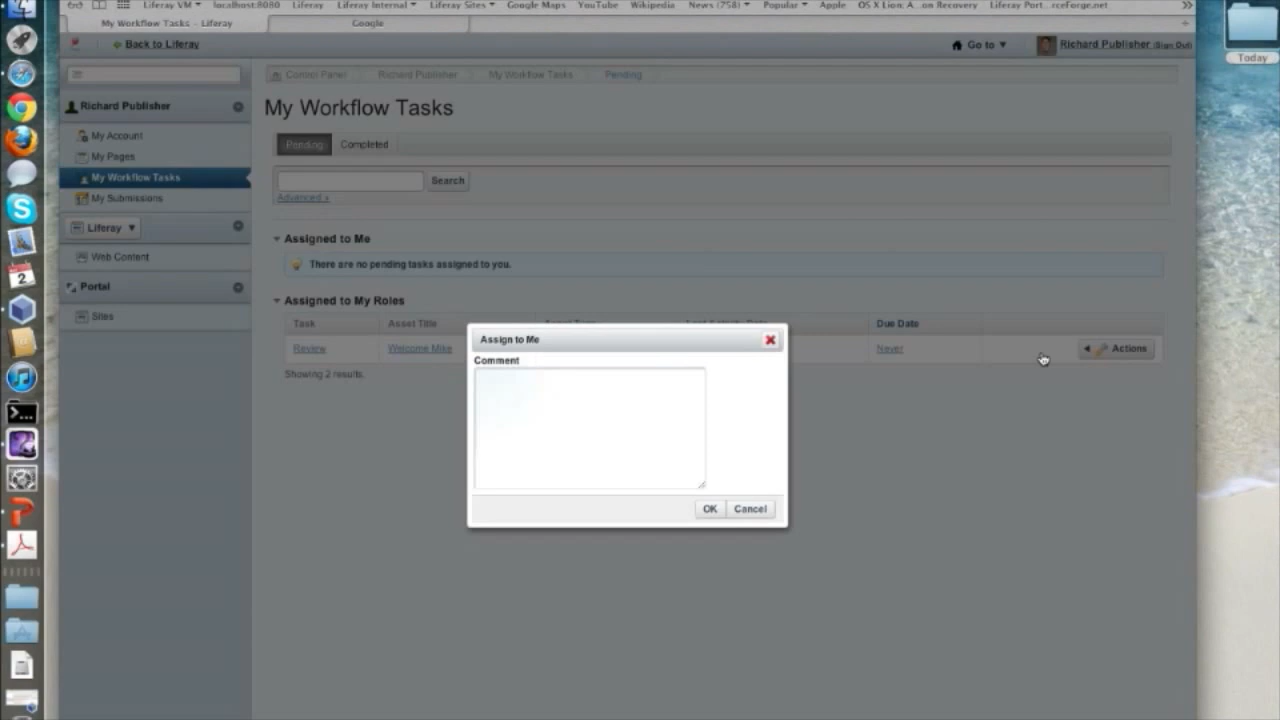 Liferay VM ▾ localhost:8080 Liferay Liferay Internal ▾ Liferay Sites ▾ Google Maps YouTube Wikipedia News (758) ▾ Popular ▾ Apple OS X Lion: A...on Recovery Liferay Port...rceForge.net
My Workflow Tasks - Liferay Google
Back to Liferay Go to ▼ Richard Publisher (Sign Out)
Today
Control Panel Richard Publisher My Workflow Tasks Pending
Richard Publisher
My Workflow Tasks
My Account
Pending Completed
My Pages
My Workflow Tasks
Search
My Submissions
Advanced »
Liferay ▼
Assigned to Me
Web Content
There are no pending tasks assigned to you.
Portal
Assigned to My Roles
Sites
Task Asset Title Due Date
Review Welcome Mike Never Actions
Showing 2 results.
Assign to Me
Comment
OK Cancel
2